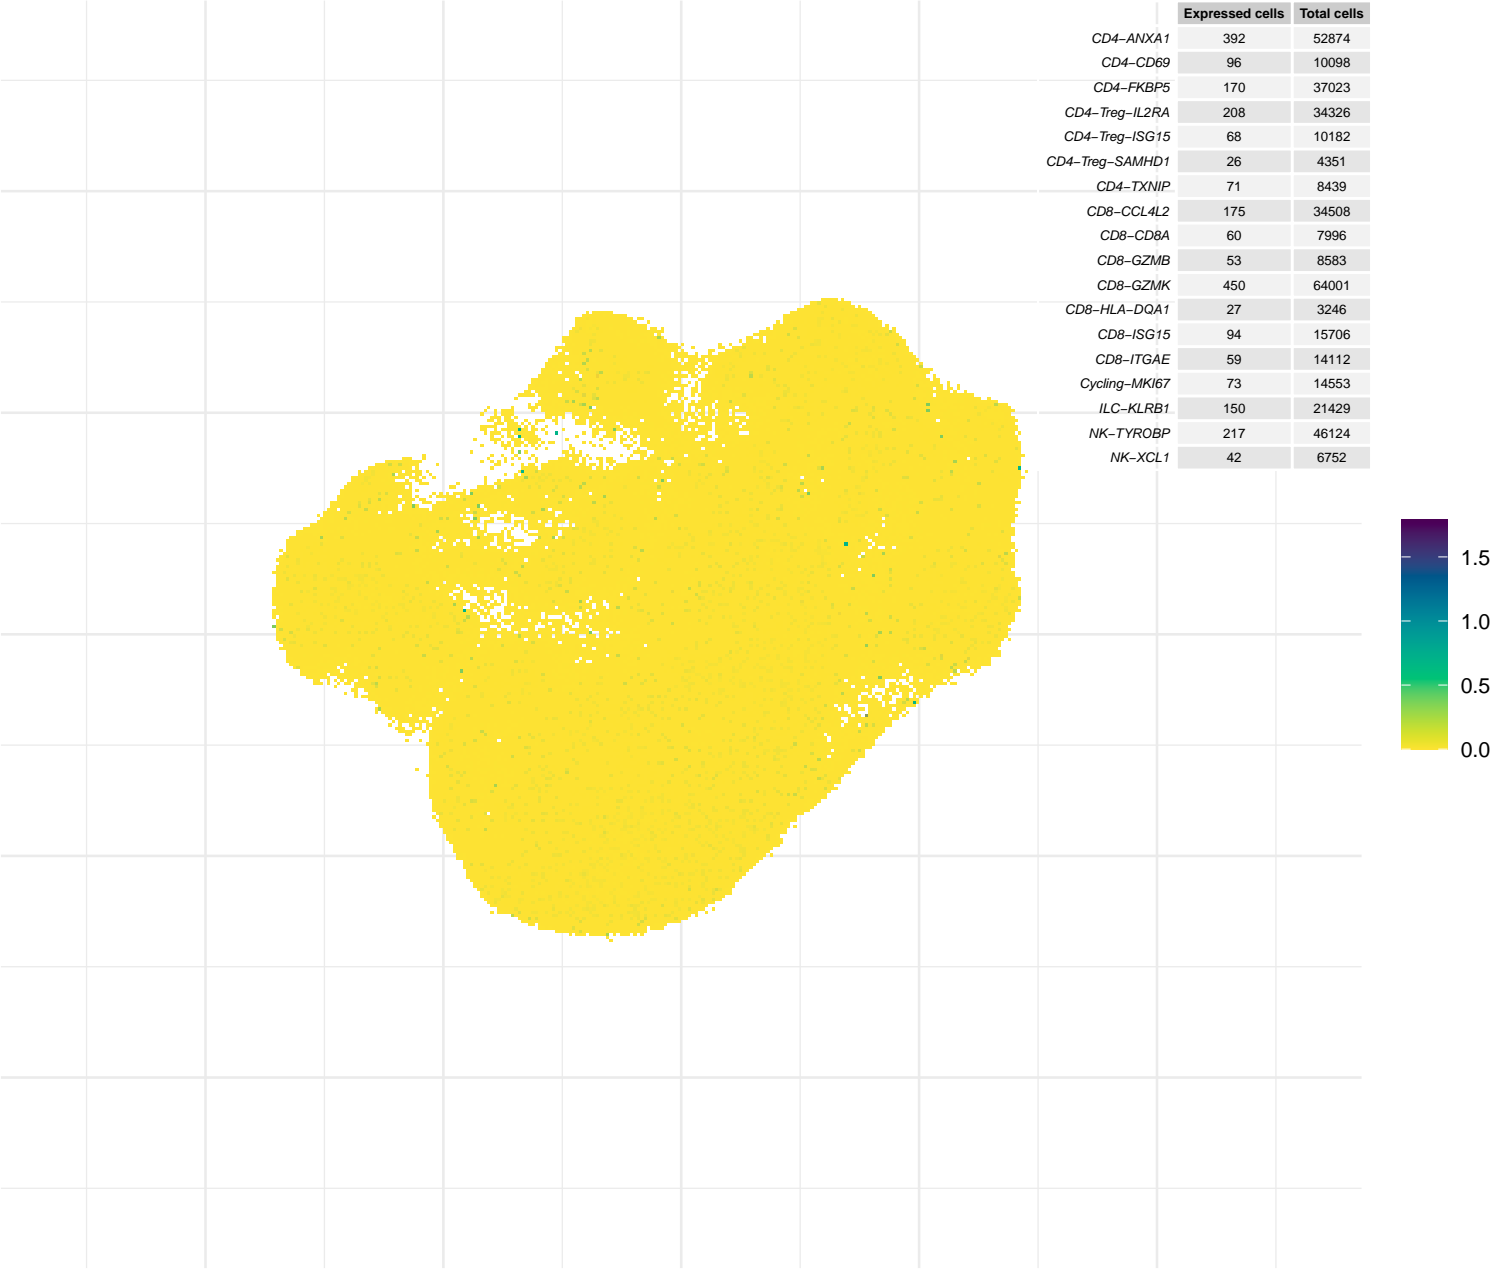 Expressed cells Total cells
CD4−ANXA1 392 52874
CD4−CD69 96 10098
CD4−FKBP5 170 37023
CD4−Treg−IL2RA 208 34326
CD4−Treg−ISG15 68 10182
CD4−Treg−SAMHD1 26 4351
CD4−TXNIP 71 8439
CD8−CCL4L2 175 34508
CD8−CD8A 60 7996
CD8−GZMB 53 8583
CD8−GZMK 450 64001
CD8−HLA−DQA1 27 3246
CD8−ISG15 94 15706
CD8−ITGAE 59 14112
Cycling−MKI67 73 14553
ILC−KLRB1 150 21429
NK−TYROBP 217 46124
NK−XCL1 42 6752
1.5
1.0
0.5
0.0